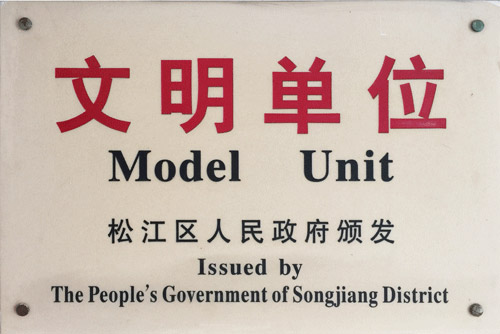 文明单位
Model Unit
松江区人民政府颁发
Issued by
The People's Government of Songjiang District